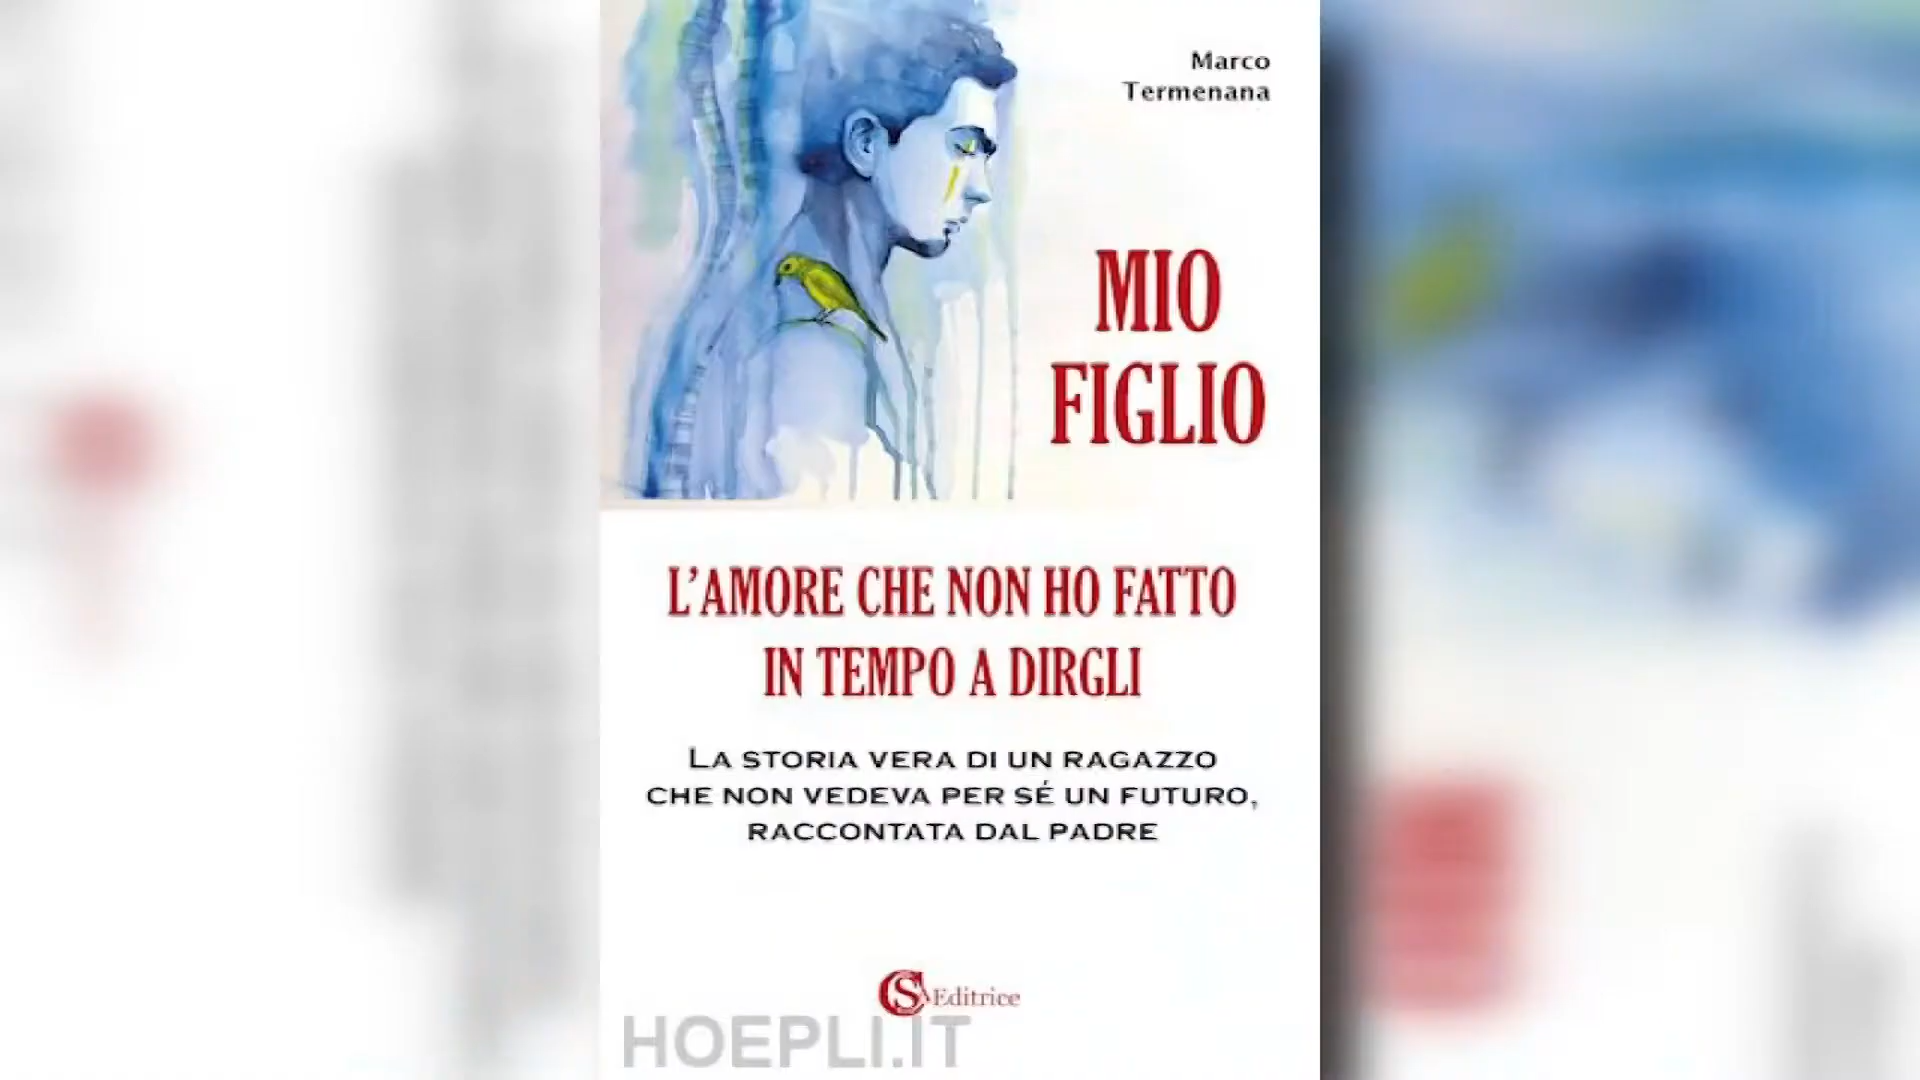 Marco
Termenana
MIO
FIGLIO
L'AMORE CHE NON HO FATTO
IN TEMPO A DIRGLI
LA STORIA VERA DI UN RAGAZZO
CHE NON VEDEVA PER SÉ UN FUTURO,
RACCONTATA DAL PADRE
CSA Editrice
HOEPLI.IT